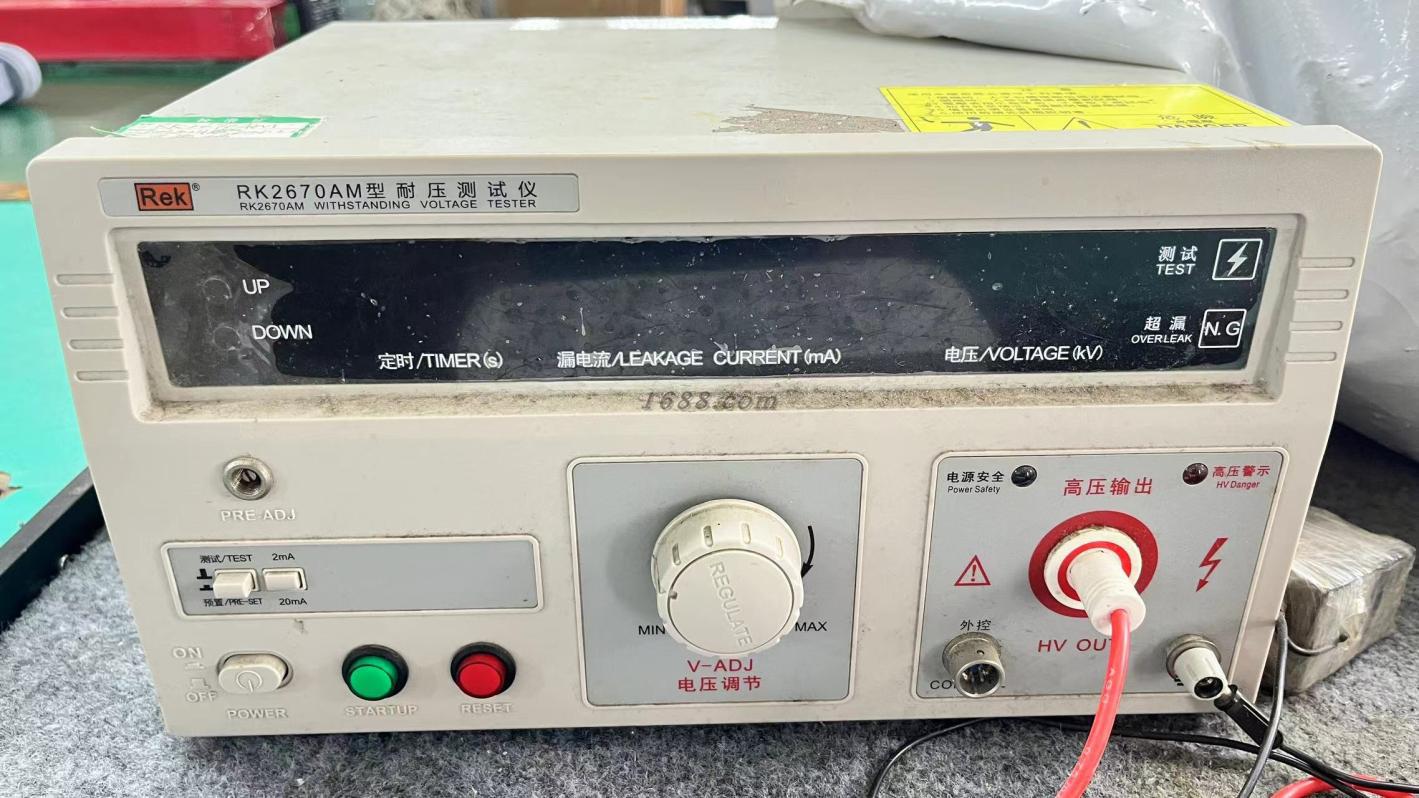 Rek®
RK2670AM型 耐压测试仪
RK2670AM WITHSTANDING VOLTAGE TESTER
DANGER
UP
DOWN
定时/TIMER(s)
漏电流/LEAKAGE CURRENT(mA)
电压/VOLTAGE(kV)
测试
TEST
超漏
OVERLEAK
N.G
1688.com
PRE-ADJ
测试/TEST 2mA
预置/PRE-SET 20mA
ON
OFF
POWER
STARTUP
RESET
REGULATE
MIN
MAX
V-ADJ
电压调节
电源安全
Power Safety
高压输出
高压警示
HV Danger
外控
HV OUT